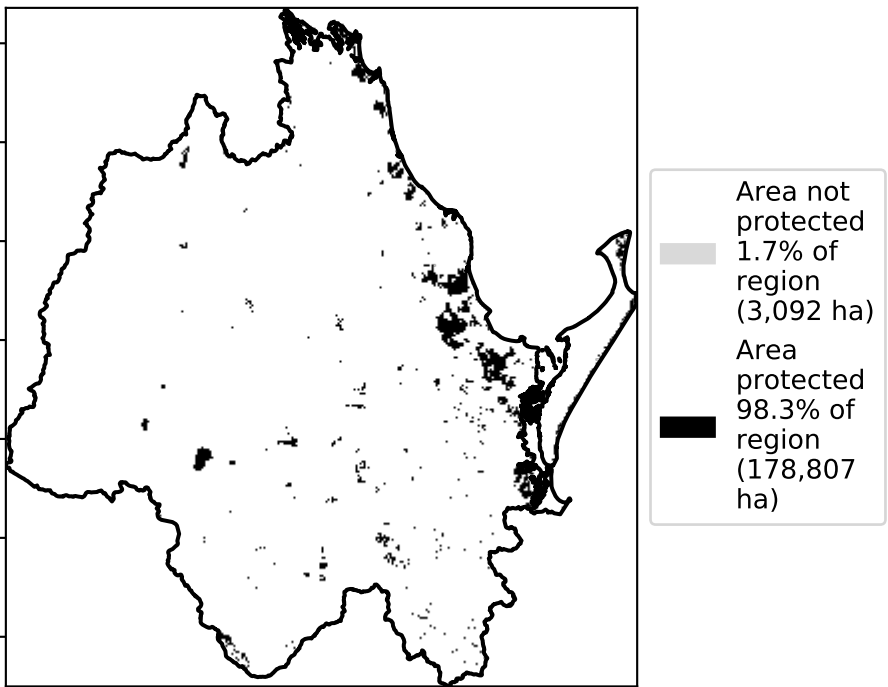 Area not
protected
1.7% of
region
(3,092 ha)
Area
protected
98.3% of
region
(178,807
ha)